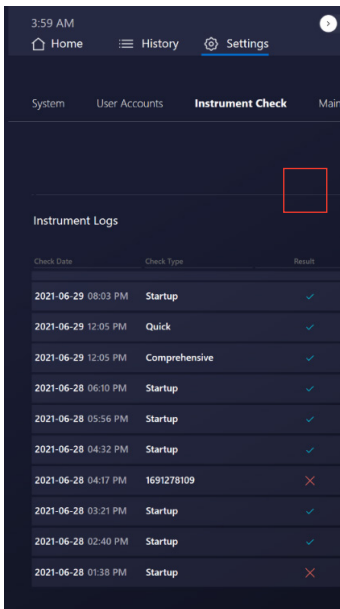 3:59 AM
Home History Settings
System User Accounts Instrument Check Main
Instrument Logs
Check Date Check Type Result
2021-06-29 08:03 PM Startup
2021-06-29 12:05 PM Quick
2021-06-29 12:05 PM Comprehensive
2021-06-28 06:10 PM Startup
2021-06-28 05:56 PM Startup
2021-06-28 04:32 PM Startup
2021-06-28 04:17 PM 1691278109
2021-06-28 03:21 PM Startup
2021-06-28 02:40 PM Startup
2021-06-28 01:38 PM Startup